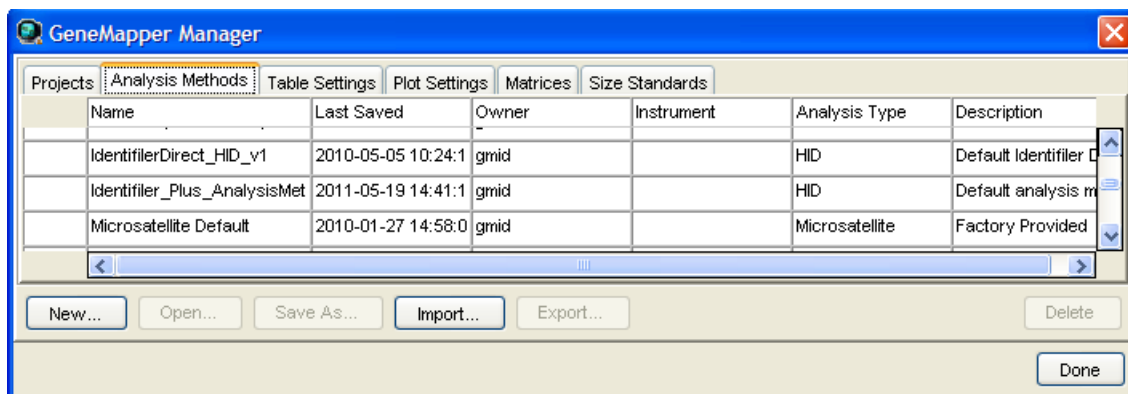 GeneMapper Manager
Projects Analysis Methods Table Settings Plot Settings Matrices Size Standards
Name Last Saved Owner Instrument Analysis Type Description
IdentifilerDirect_HID_v1 2010-05-05 10:24:1 gmid HID Default Identifiler D
Identifiler_Plus_AnalysisMet 2011-05-19 14:41:1 gmid HID Default analysis m
Microsatellite Default 2010-01-27 14:58:0 gmid Microsatellite Factory Provided
New... Open... Save As... Import... Export... Delete
Done